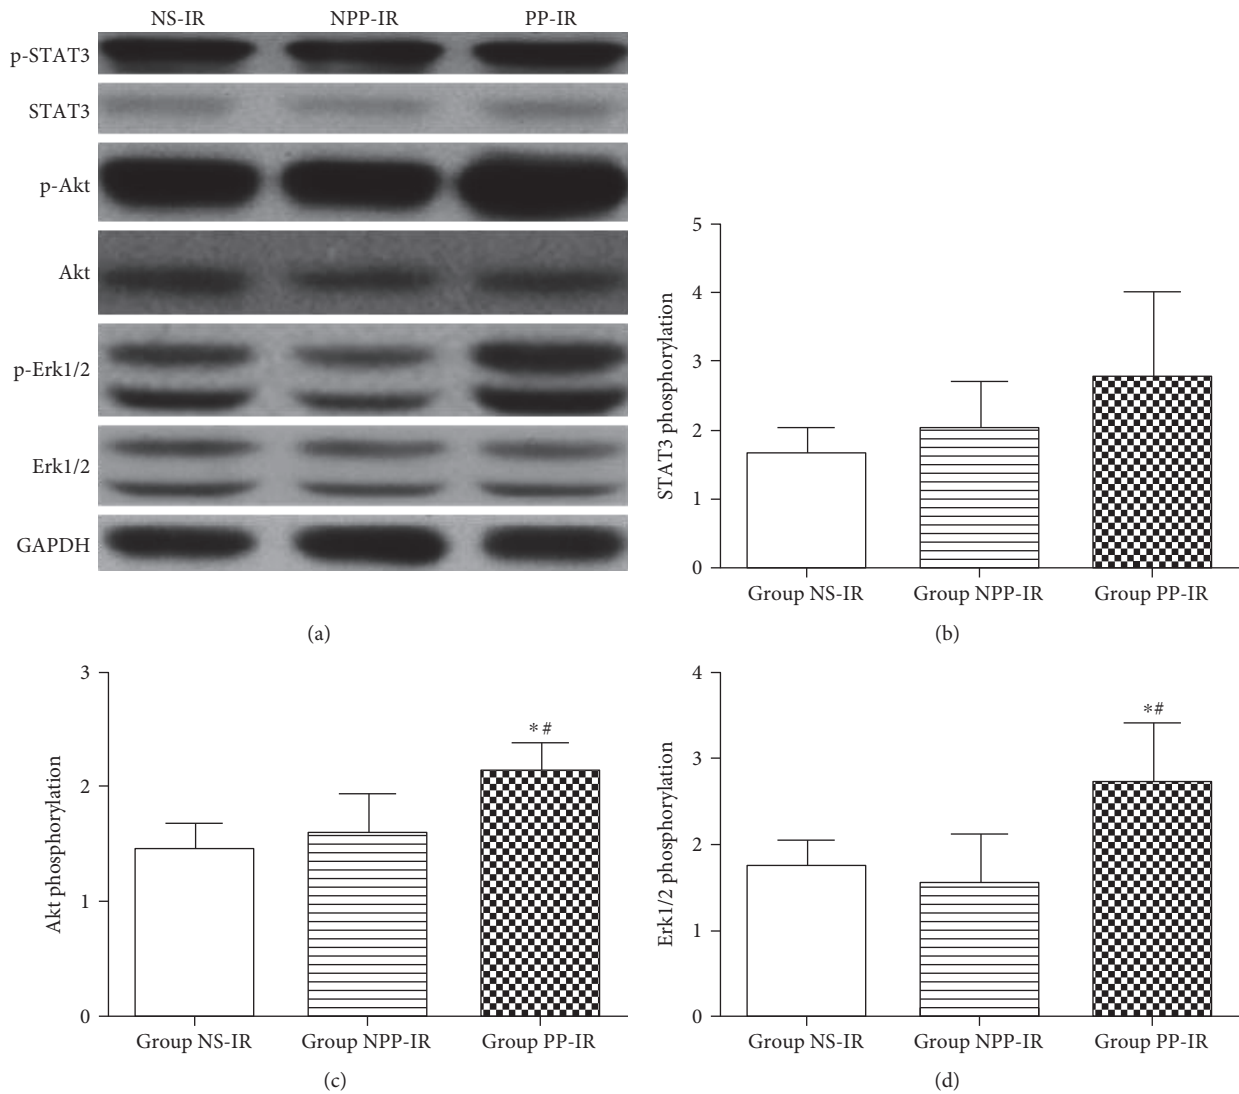 NS-IR NPP-IR PP-IR
p-STAT3
STAT3
p-Akt
Akt
p-Erk1/2
Erk1/2
GAPDH
(a)
STAT3 phosphorylation
5
4
3
2
1
0
Group NS-IR Group NPP-IR Group PP-IR
(b)
Akt phosphorylation
3
2
1
0
*#
Group NS-IR Group NPP-IR Group PP-IR
(c)
Erk1/2 phosphorylation
4
3
2
1
0
*#
Group NS-IR Group NPP-IR Group PP-IR
(d)